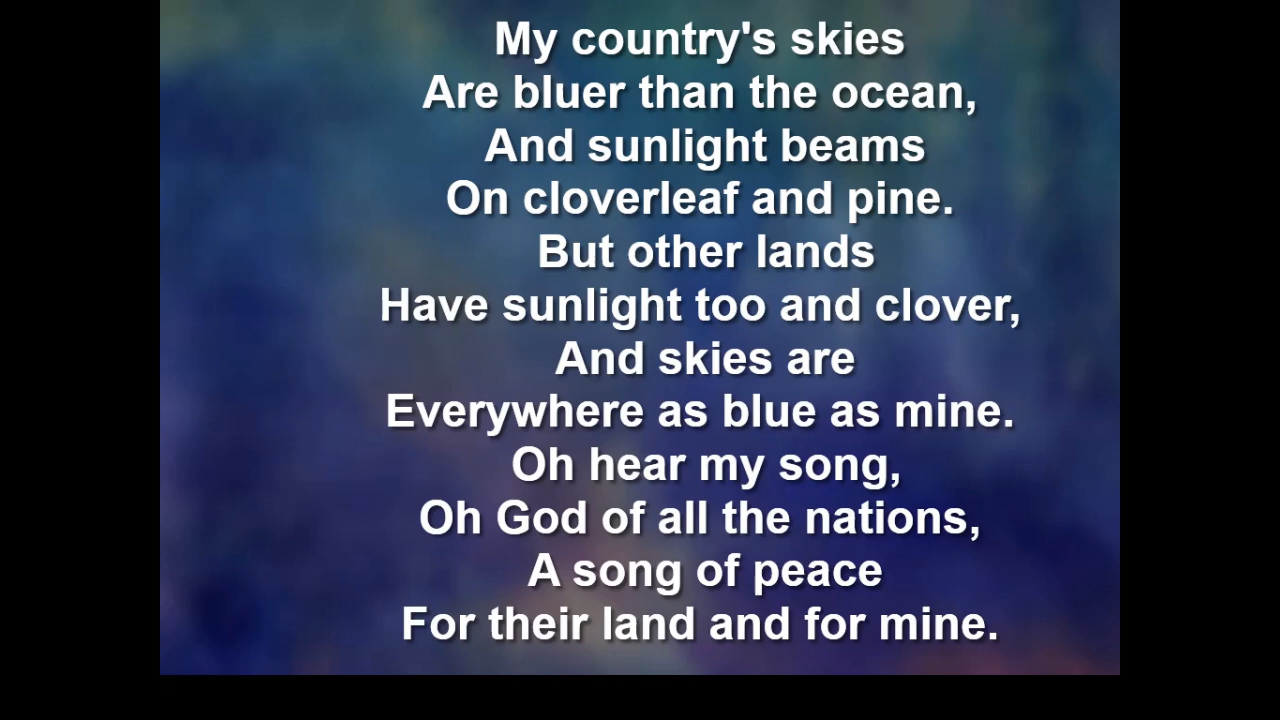 My country's skies
Are bluer than the ocean,
And sunlight beams
On cloverleaf and pine.
But other lands
Have sunlight too and clover,
And skies are
Everywhere as blue as mine.
Oh hear my song,
Oh God of all the nations,
A song of peace
For their land and for mine.